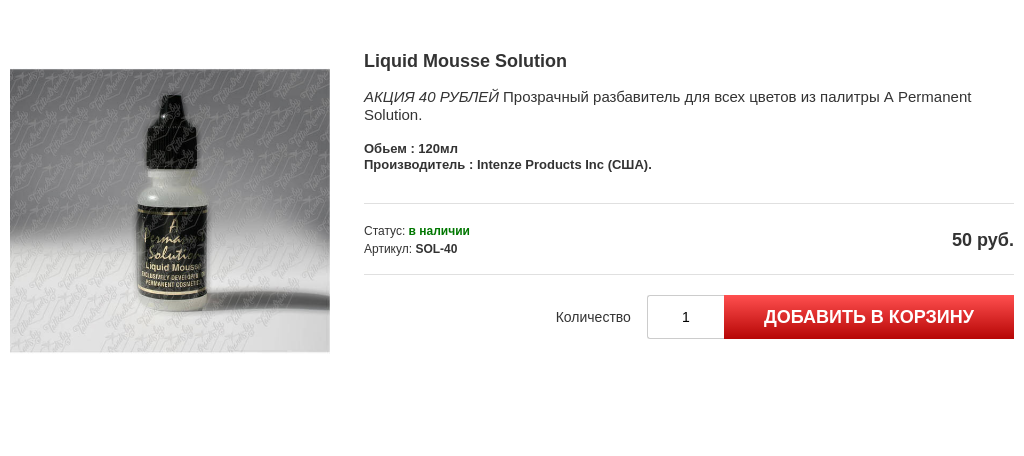 Liquid Mousse Solution
АКЦИЯ 40 РУБЛЕЙ Прозрачный разбавитель для всех цветов из палитры A Permanent
Solution.
Обьем : 120мл
Производитель : Intenze Products Inc (США).
Статус: в наличии
Артикул: SOL-40
50 руб.
Количество
1
ДОБАВИТЬ В КОРЗИНУ
A
Permanent
Solution
Liquid Mousse
EXCLUSIVELY DEVELOPED
PERMANENT COSMETICS